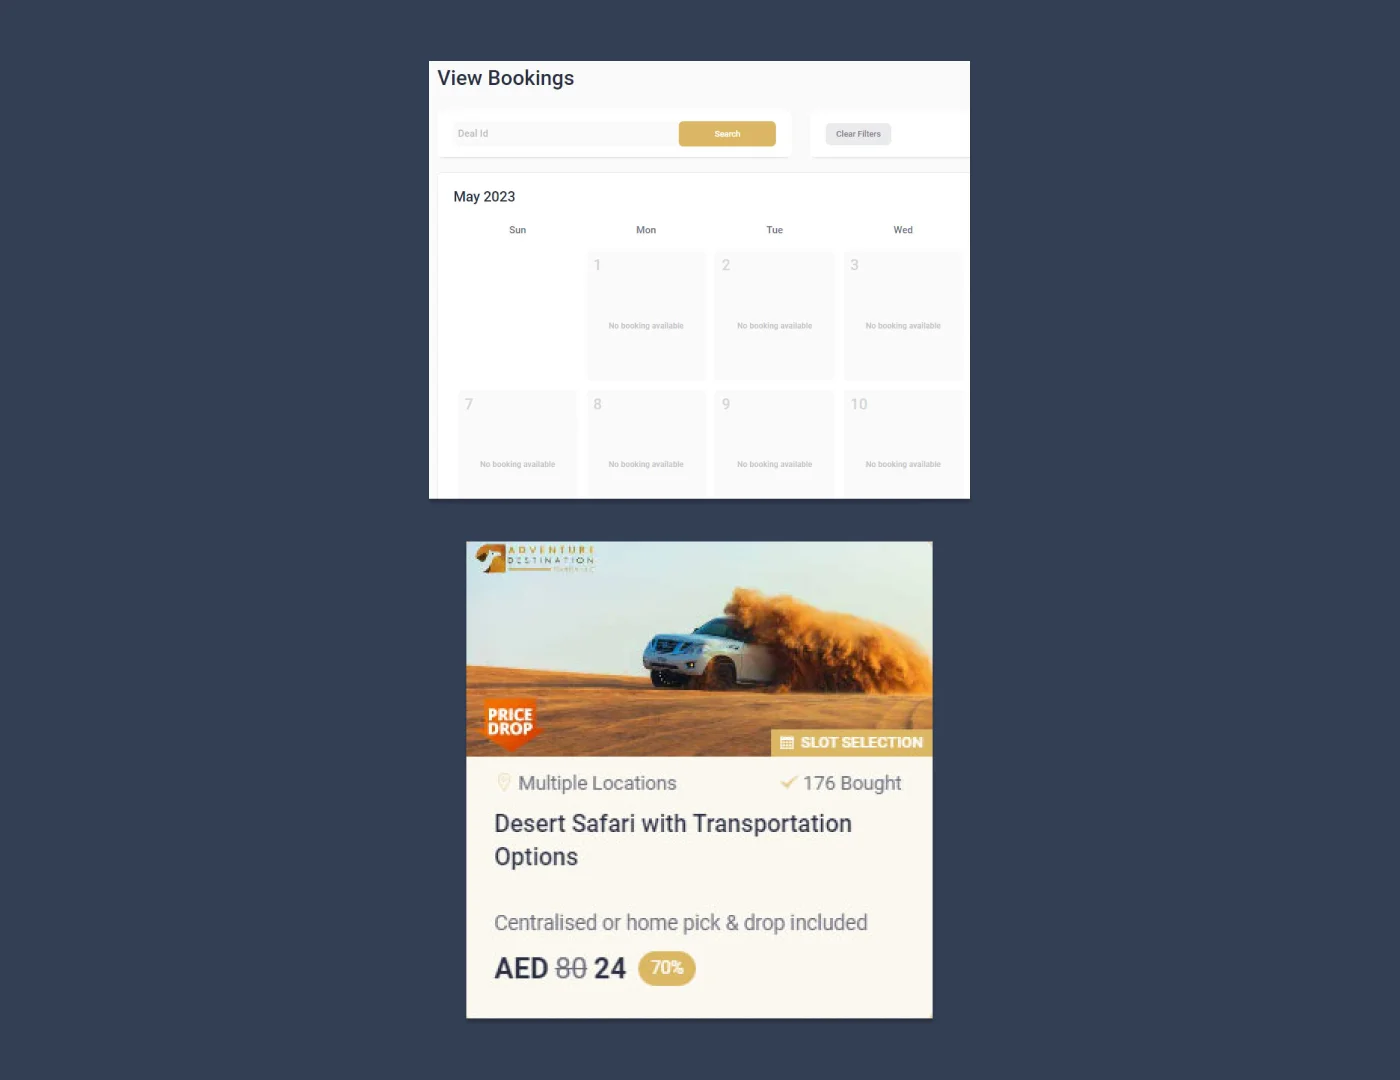 View Bookings
Deal Id
Search
Clear Filters
May 2023
Sun Mon Tue Wed
1 2 3
No booking available No booking available No booking available
7 8 9 10
No booking available No booking available No booking available No booking available
ADVENTURE
DESTINATION
PRICE
DROP
SLOT SELECTION
Multiple Locations 176 Bought
Desert Safari with Transportation
Options
Centralised or home pick & drop included
AED 80 24 70%